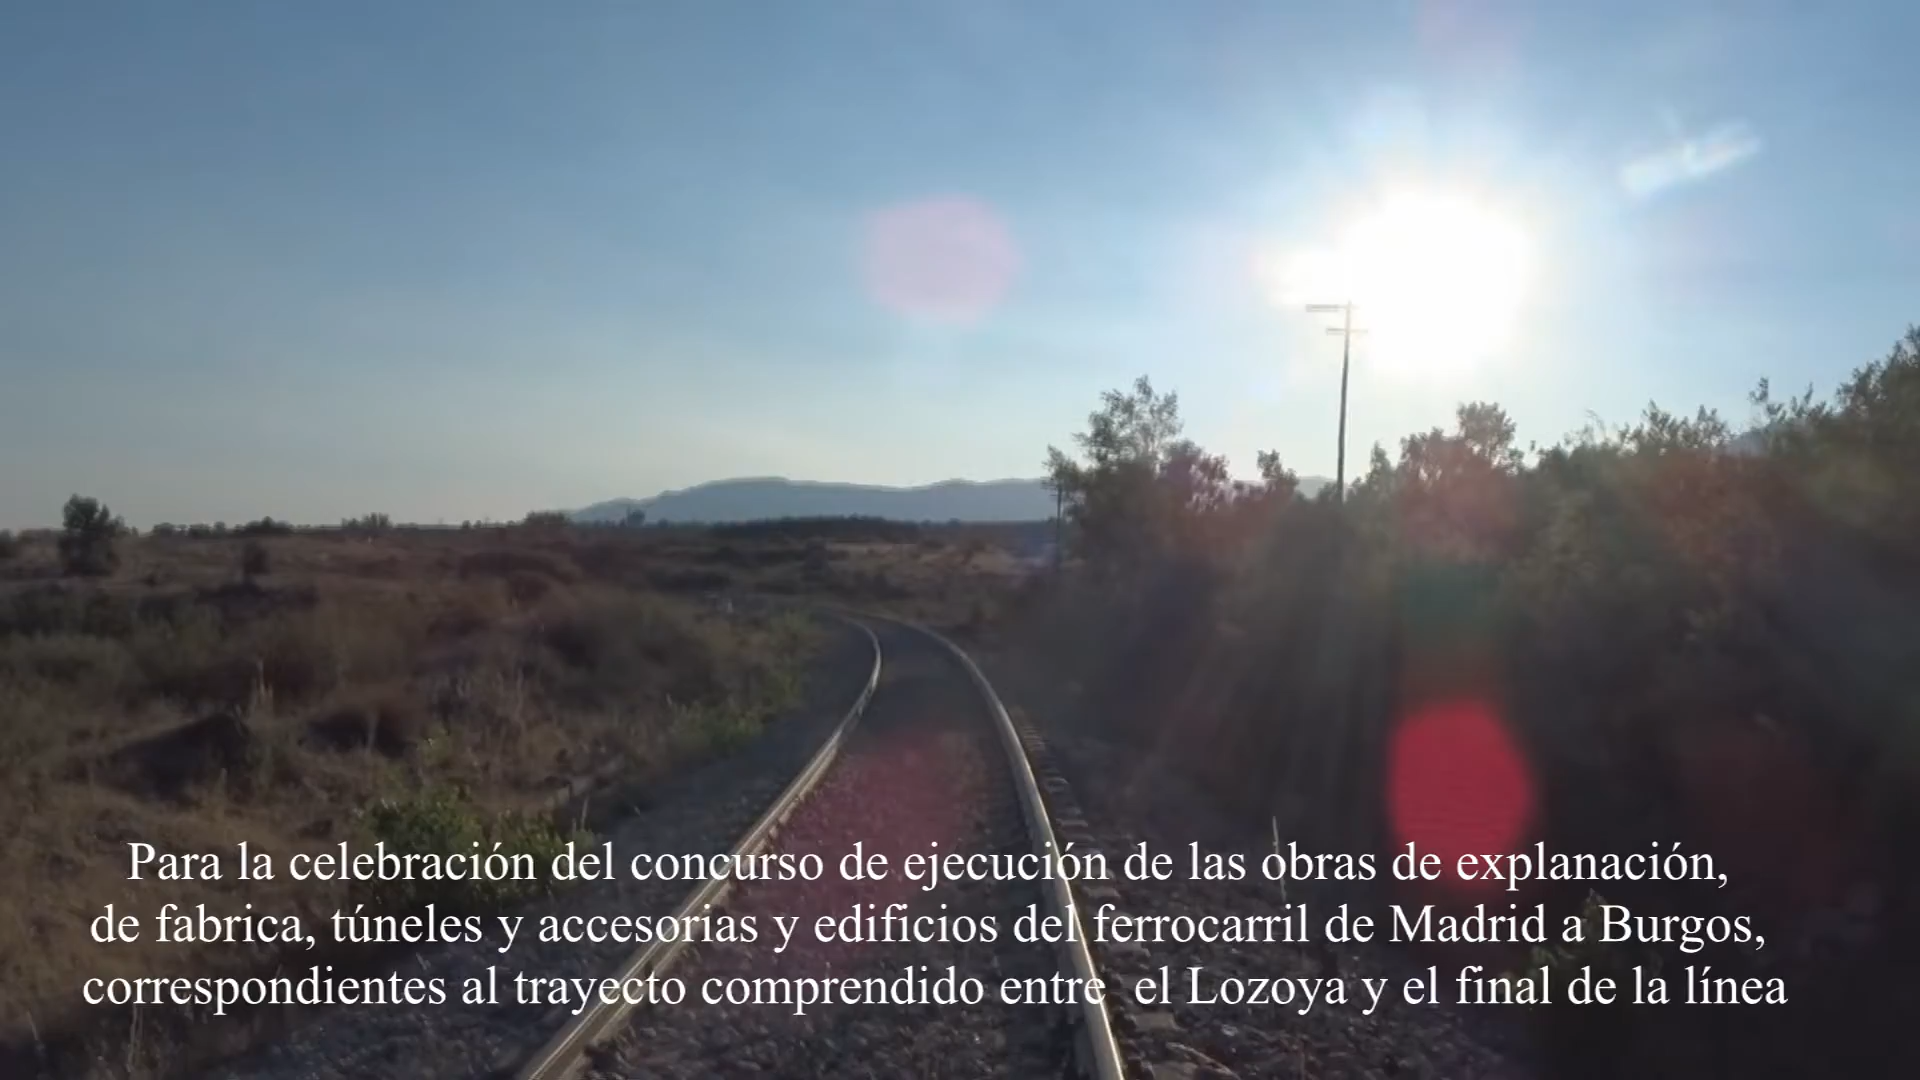 Para la celebración del concurso de ejecución de las obras de explanación,
de fabrica, túneles y accesorias y edificios del ferrocarril de Madrid a Burgos,
correspondientes al trayecto comprendido entre  el Lozoya y el final de la línea